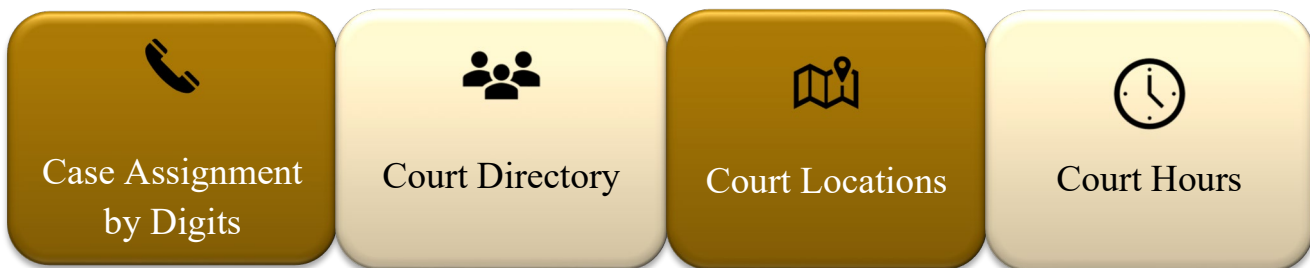 Case Assignment
by Digits
Court Directory
Court Locations
Court Hours